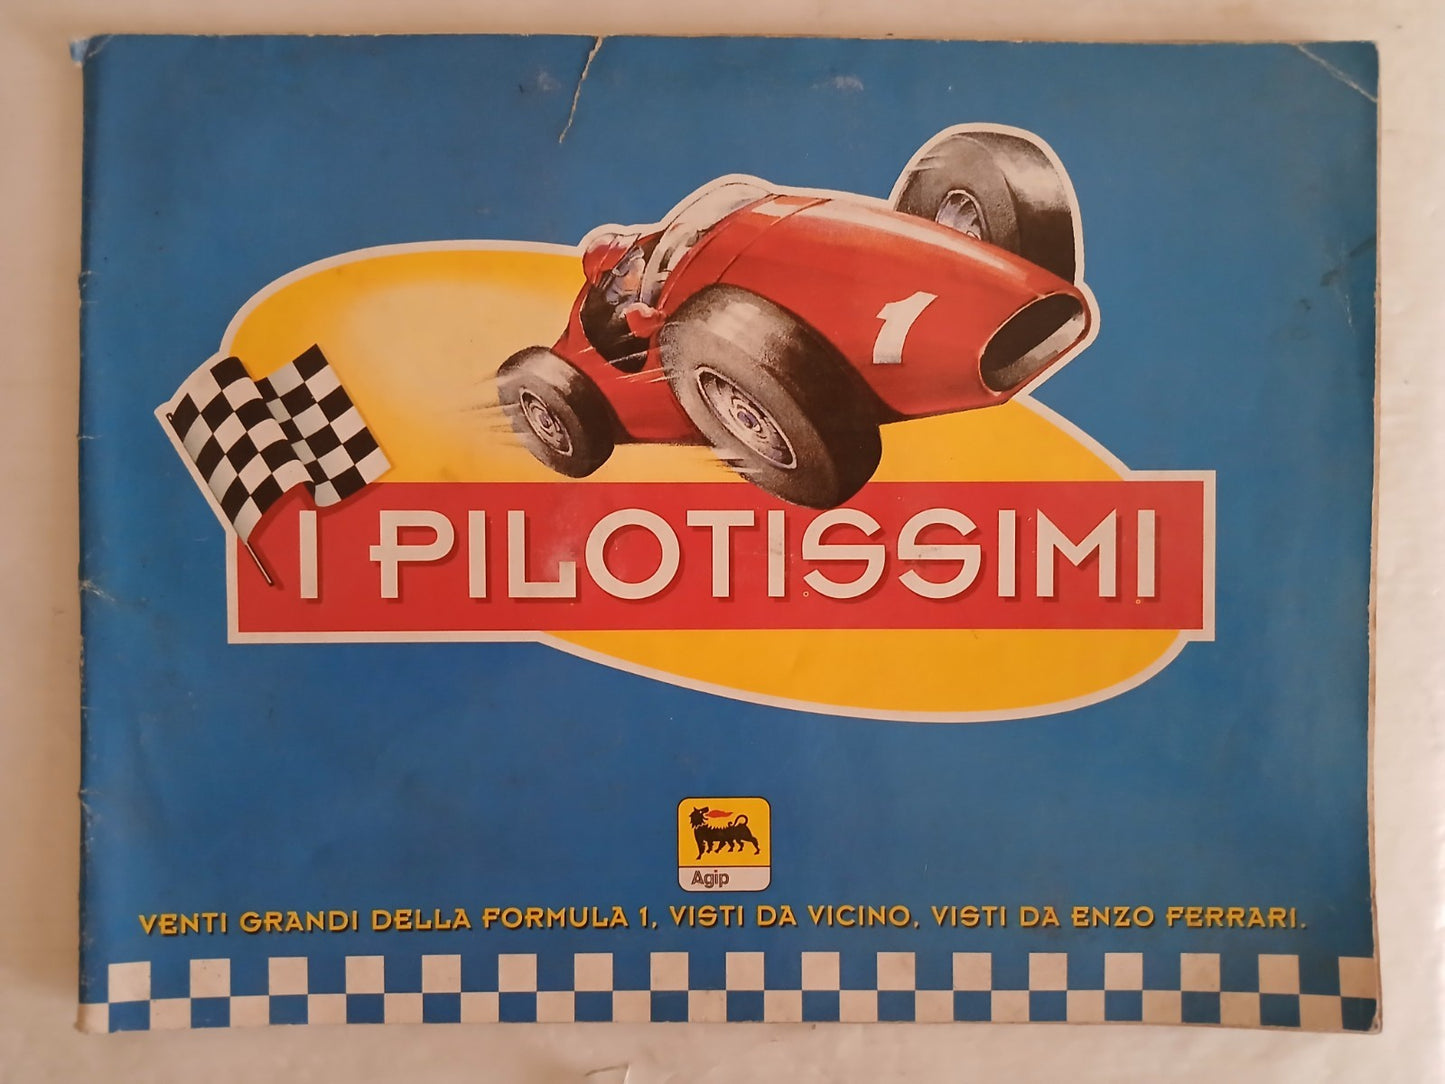 1
I PILOTISSIMI
Agip
VENTI GRANDI DELLA FORMULA 1, VISTI DA VICINO, VISTI DA ENZO FERRARI.